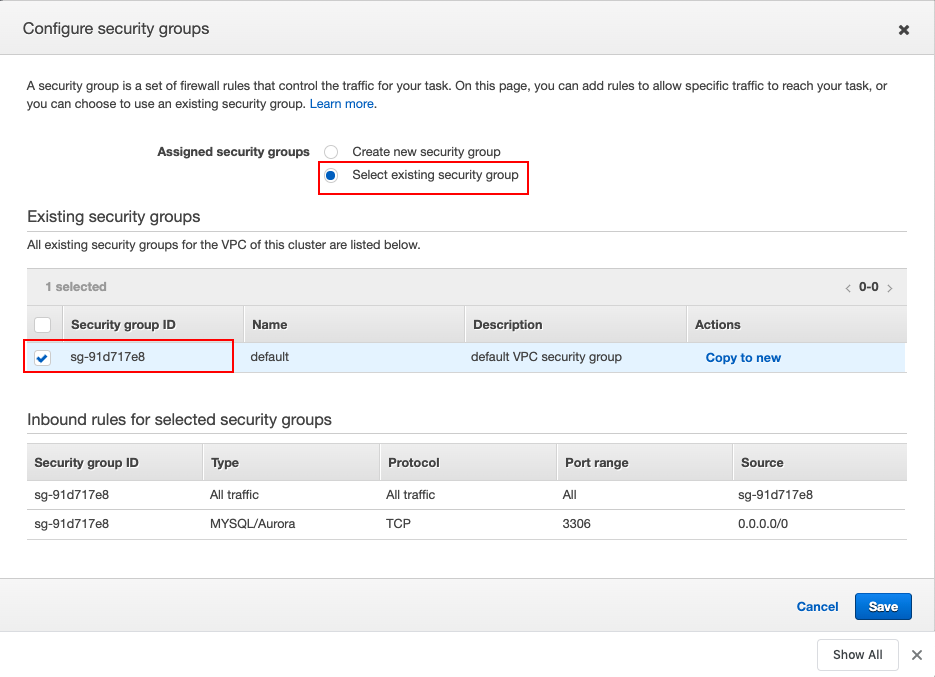 Configure security groups
A security group is a set of firewall rules that control the traffic for your task. On this page, you can add rules to allow specific traffic to reach your task, or
you can choose to use an existing security group. Learn more.
Assigned security groups
Create new security group
Select existing security group
Existing security groups
All existing security groups for the VPC of this cluster are listed below.
1 selected 0-0
Security group ID Name Description Actions
sg-91d717e8 default default VPC security group Copy to new
Inbound rules for selected security groups
Security group ID Type Protocol Port range Source
sg-91d717e8 All traffic All traffic All sg-91d717e8
sg-91d717e8 MYSQL/Aurora TCP 3306 0.0.0.0/0
Cancel Save
Show All